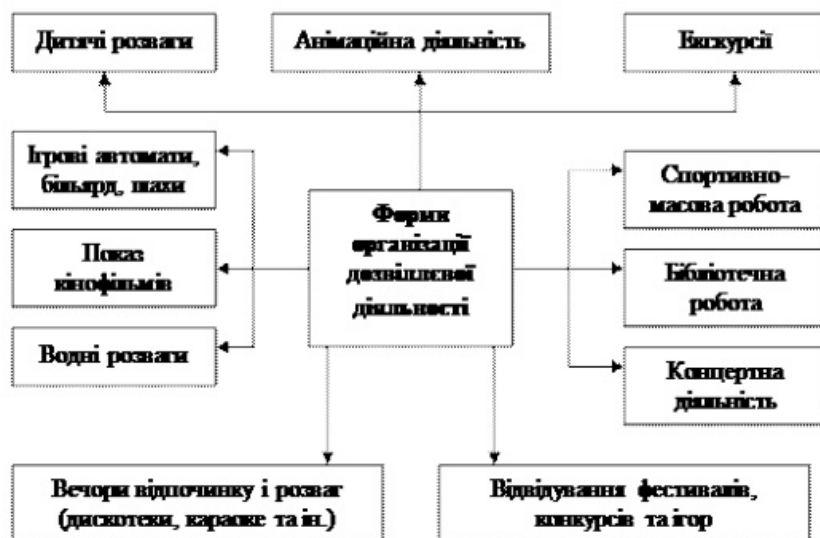 Дитячі розваги
Анімаційна діяльність
Екскурсії
Ігрові автомати,
більярд, шахи
Показ
кінофільмів
Водні розваги
Форми
організації
дозвіллєвої
діяльності
Спортивно-
масова робота
Бібліотечна
робота
Концертна
діяльність
Вечори відпочинку і розваг
(дискотеки, караоке та ін.)
Відвідування фестивалів,
конкурсів та ігор